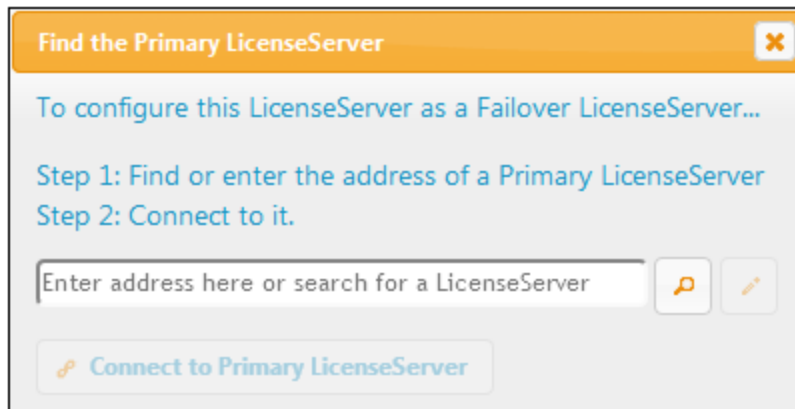 Find the Primary LicenseServer
To configure this LicenseServer as a Failover LicenseServer...
Step 1: Find or enter the address of a Primary LicenseServer
Step 2: Connect to it.
Enter address here or search for a LicenseServer
Connect to Primary LicenseServer